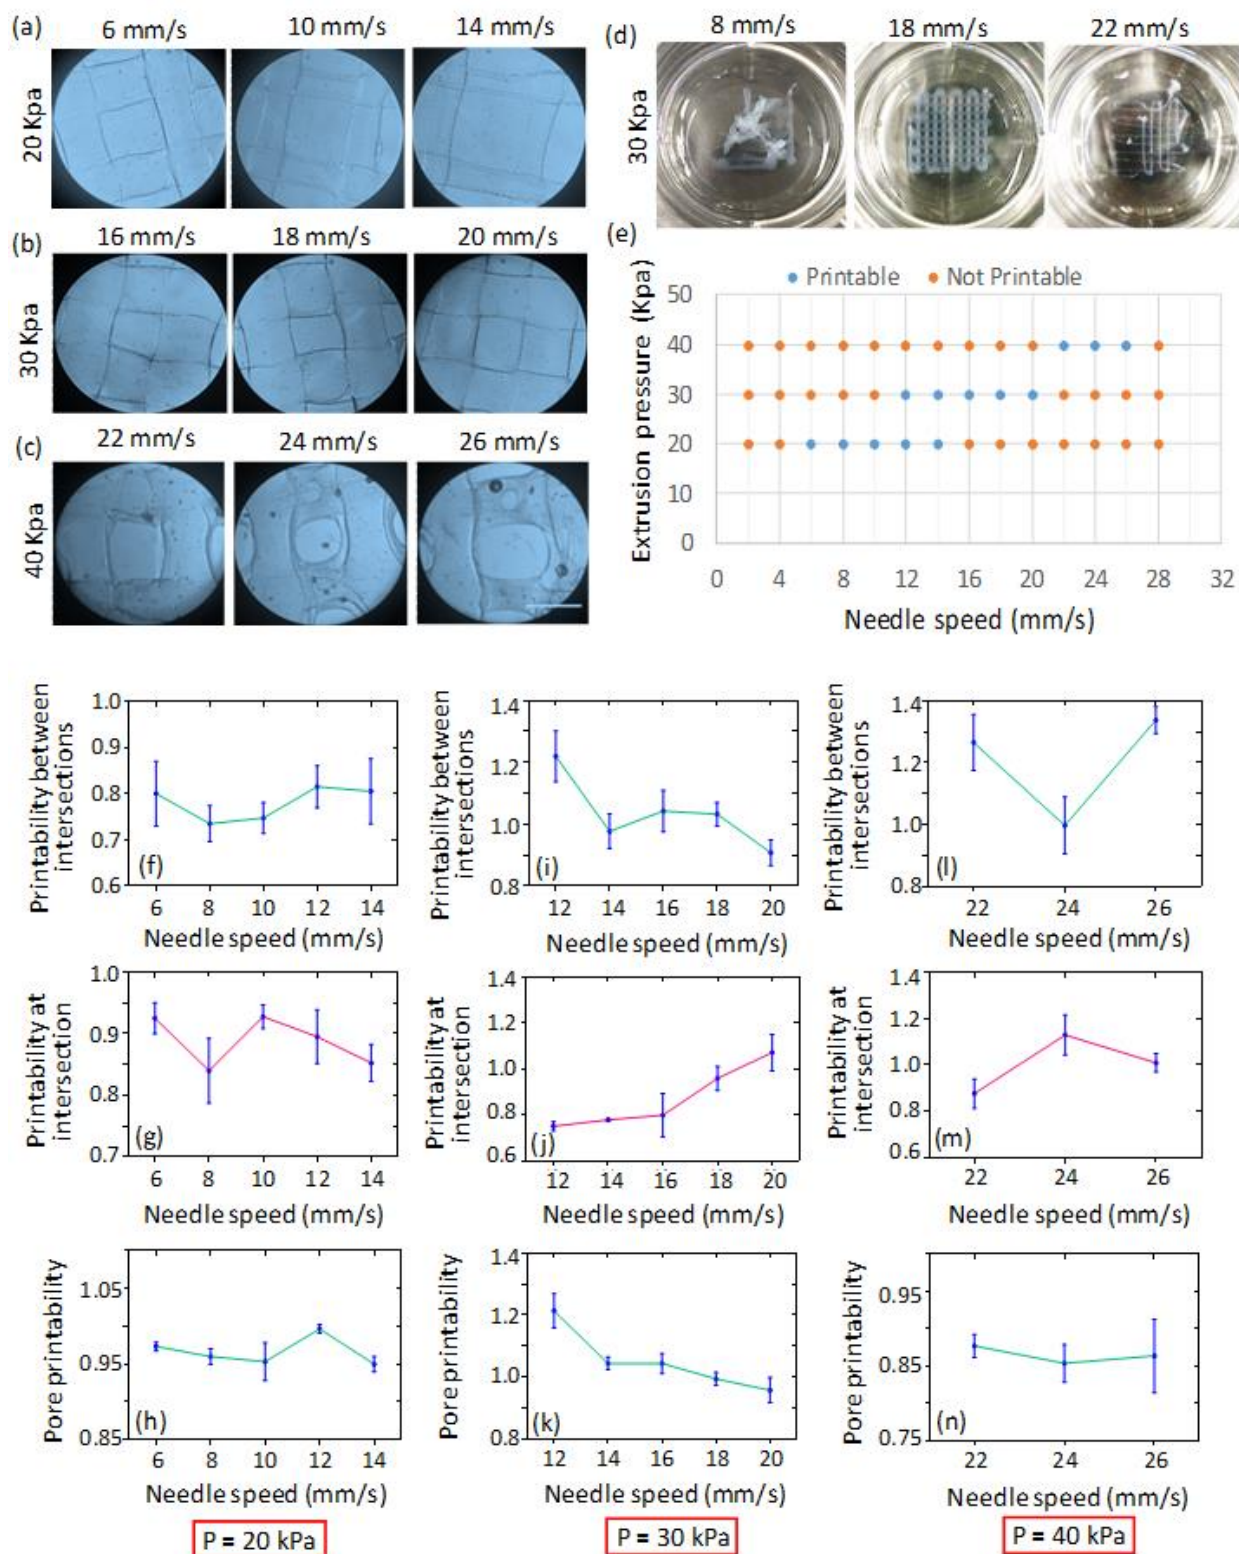 (a)
6 mm/s 10 mm/s 14 mm/s
20 Kpa
(b)
16 mm/s 18 mm/s 20 mm/s
30 Kpa
(c)
22 mm/s 24 mm/s 26 mm/s
40 Kpa
(d)
8 mm/s 18 mm/s 22 mm/s
30 Kpa
(e)
Printable Not Printable
Extrusion pressure (Kpa)
50
40
30
20
10
0
0 4 8 12 16 20 24 28 32
Needle speed (mm/s)
Printability between
intersections
1.0
0.9
0.8
0.7
0.6
(f)
6 8 10 12 14
Needle speed (mm/s)
Printability between
intersections
1.4
1.2
1.0
0.8
(i)
12 14 16 18 20
Needle speed (mm/s)
Printability between
intersections
1.4
1.2
1.0
0.8
(l)
22 24 26
Needle speed (mm/s)
Printability at
intersection
1.0
0.9
0.8
0.7
(g)
6 8 10 12 14
Needle speed (mm/s)
Printability at
intersection
1.4
1.2
1.0
0.8
0.6
(j)
12 14 16 18 20
Needle speed (mm/s)
Printability at
intersection
1.4
1.2
1.0
0.8
0.6
(m)
22 24 26
Needle speed (mm/s)
Pore printability
1.05
0.95
0.85
(h)
6 8 10 12 14
Needle speed (mm/s)
P = 20 kPa
Pore printability
1.4
1.2
1.0
0.8
(k)
12 14 16 18 20
Needle speed (mm/s)
P = 30 kPa
Pore printability
0.95
0.85
0.75
(n)
22 24 26
Needle speed (mm/s)
P = 40 kPa